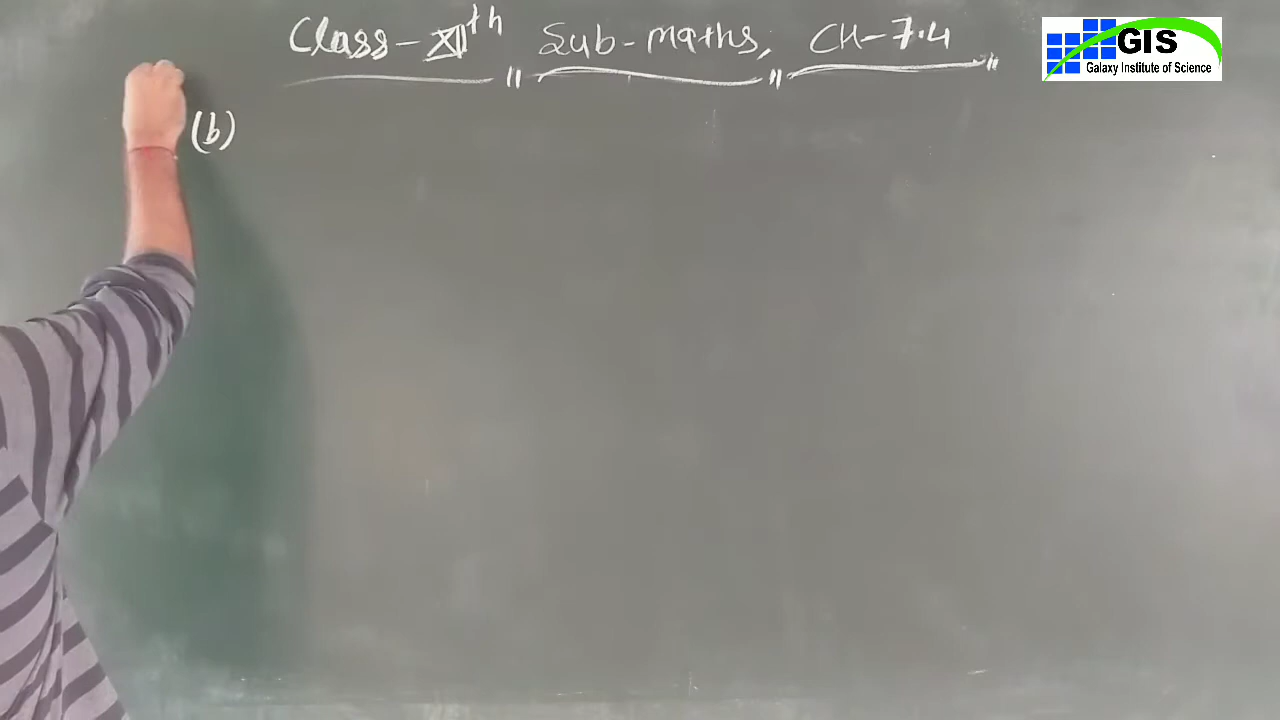 Class - XIIth Sub - maths, CH - 7.4
GIS
Galaxy Institute of Science
(b)